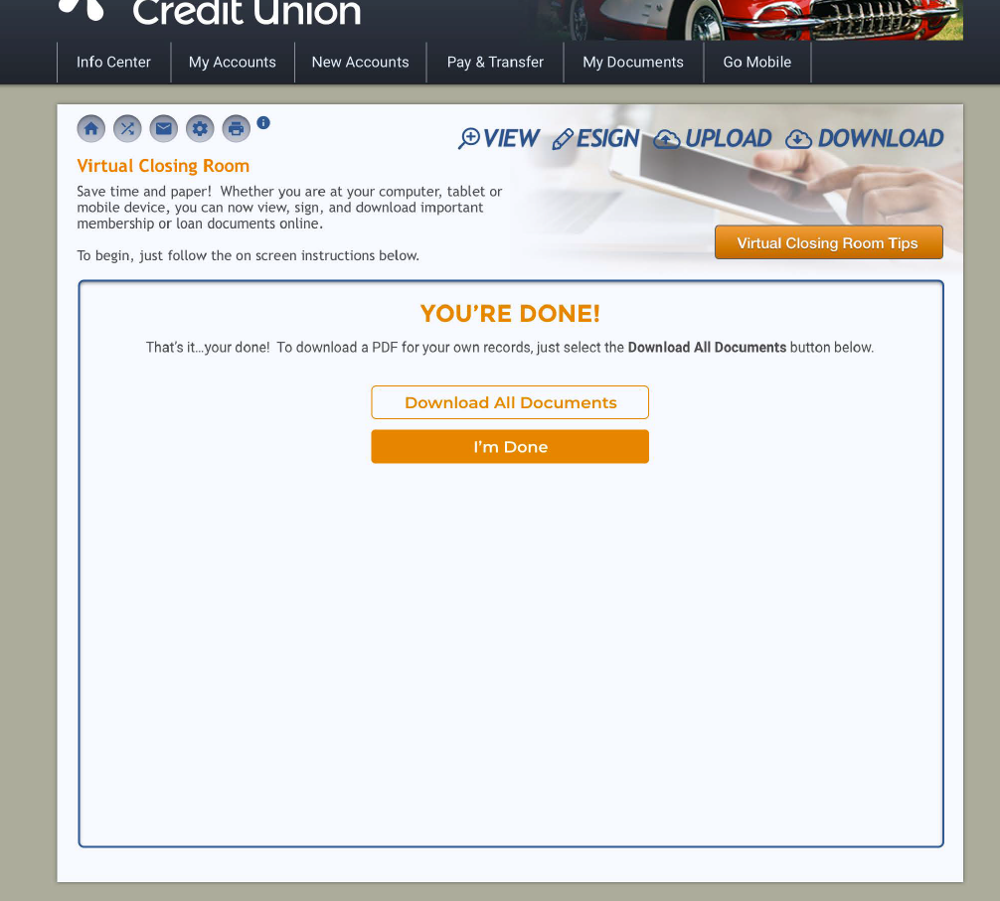 Credit Union
Info Center
My Accounts
New Accounts
Pay & Transfer
My Documents
Go Mobile
VIEW
ESIGN
UPLOAD
DOWNLOAD
Virtual Closing Room
Save time and paper! Whether you are at your computer, tablet or
mobile device, you can now view, sign, and download important
membership or loan documents online.
To begin, just follow the on screen instructions below.
Virtual Closing Room Tips
YOU'RE DONE!
That's it…your done! To download a PDF for your own records, just select the Download All Documents button below.
Download All Documents
I'm Done